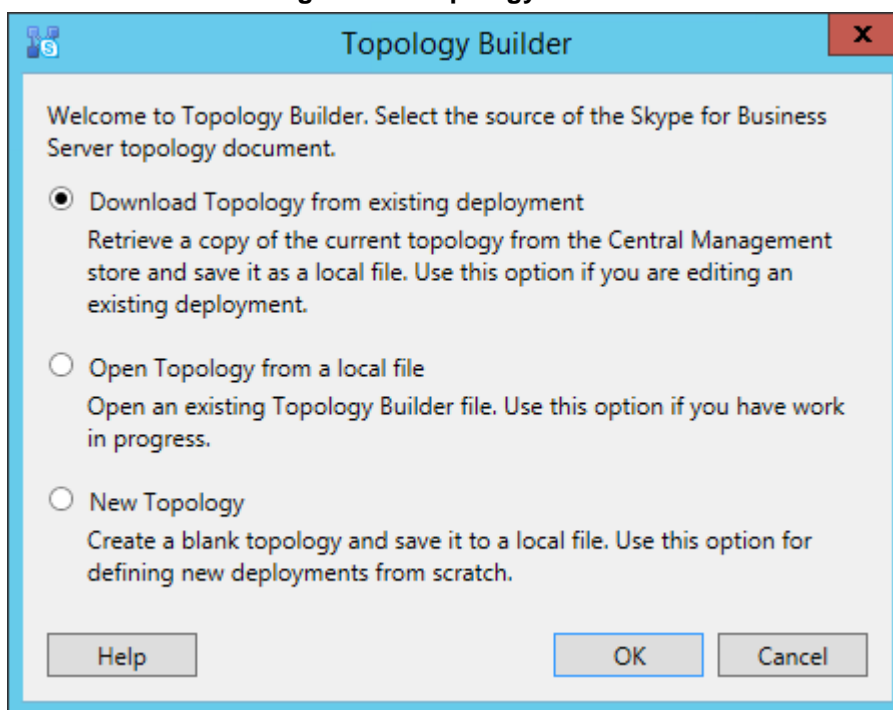 Topology Builder
x
Welcome to Topology Builder. Select the source of the Skype for Business
Server topology document.
Download Topology from existing deployment
Retrieve a copy of the current topology from the Central Management
store and save it as a local file. Use this option if you are editing an
existing deployment.
Open Topology from a local file
Open an existing Topology Builder file. Use this option if you have work
in progress.
New Topology
Create a blank topology and save it to a local file. Use this option for
defining new deployments from scratch.
Help
OK
Cancel